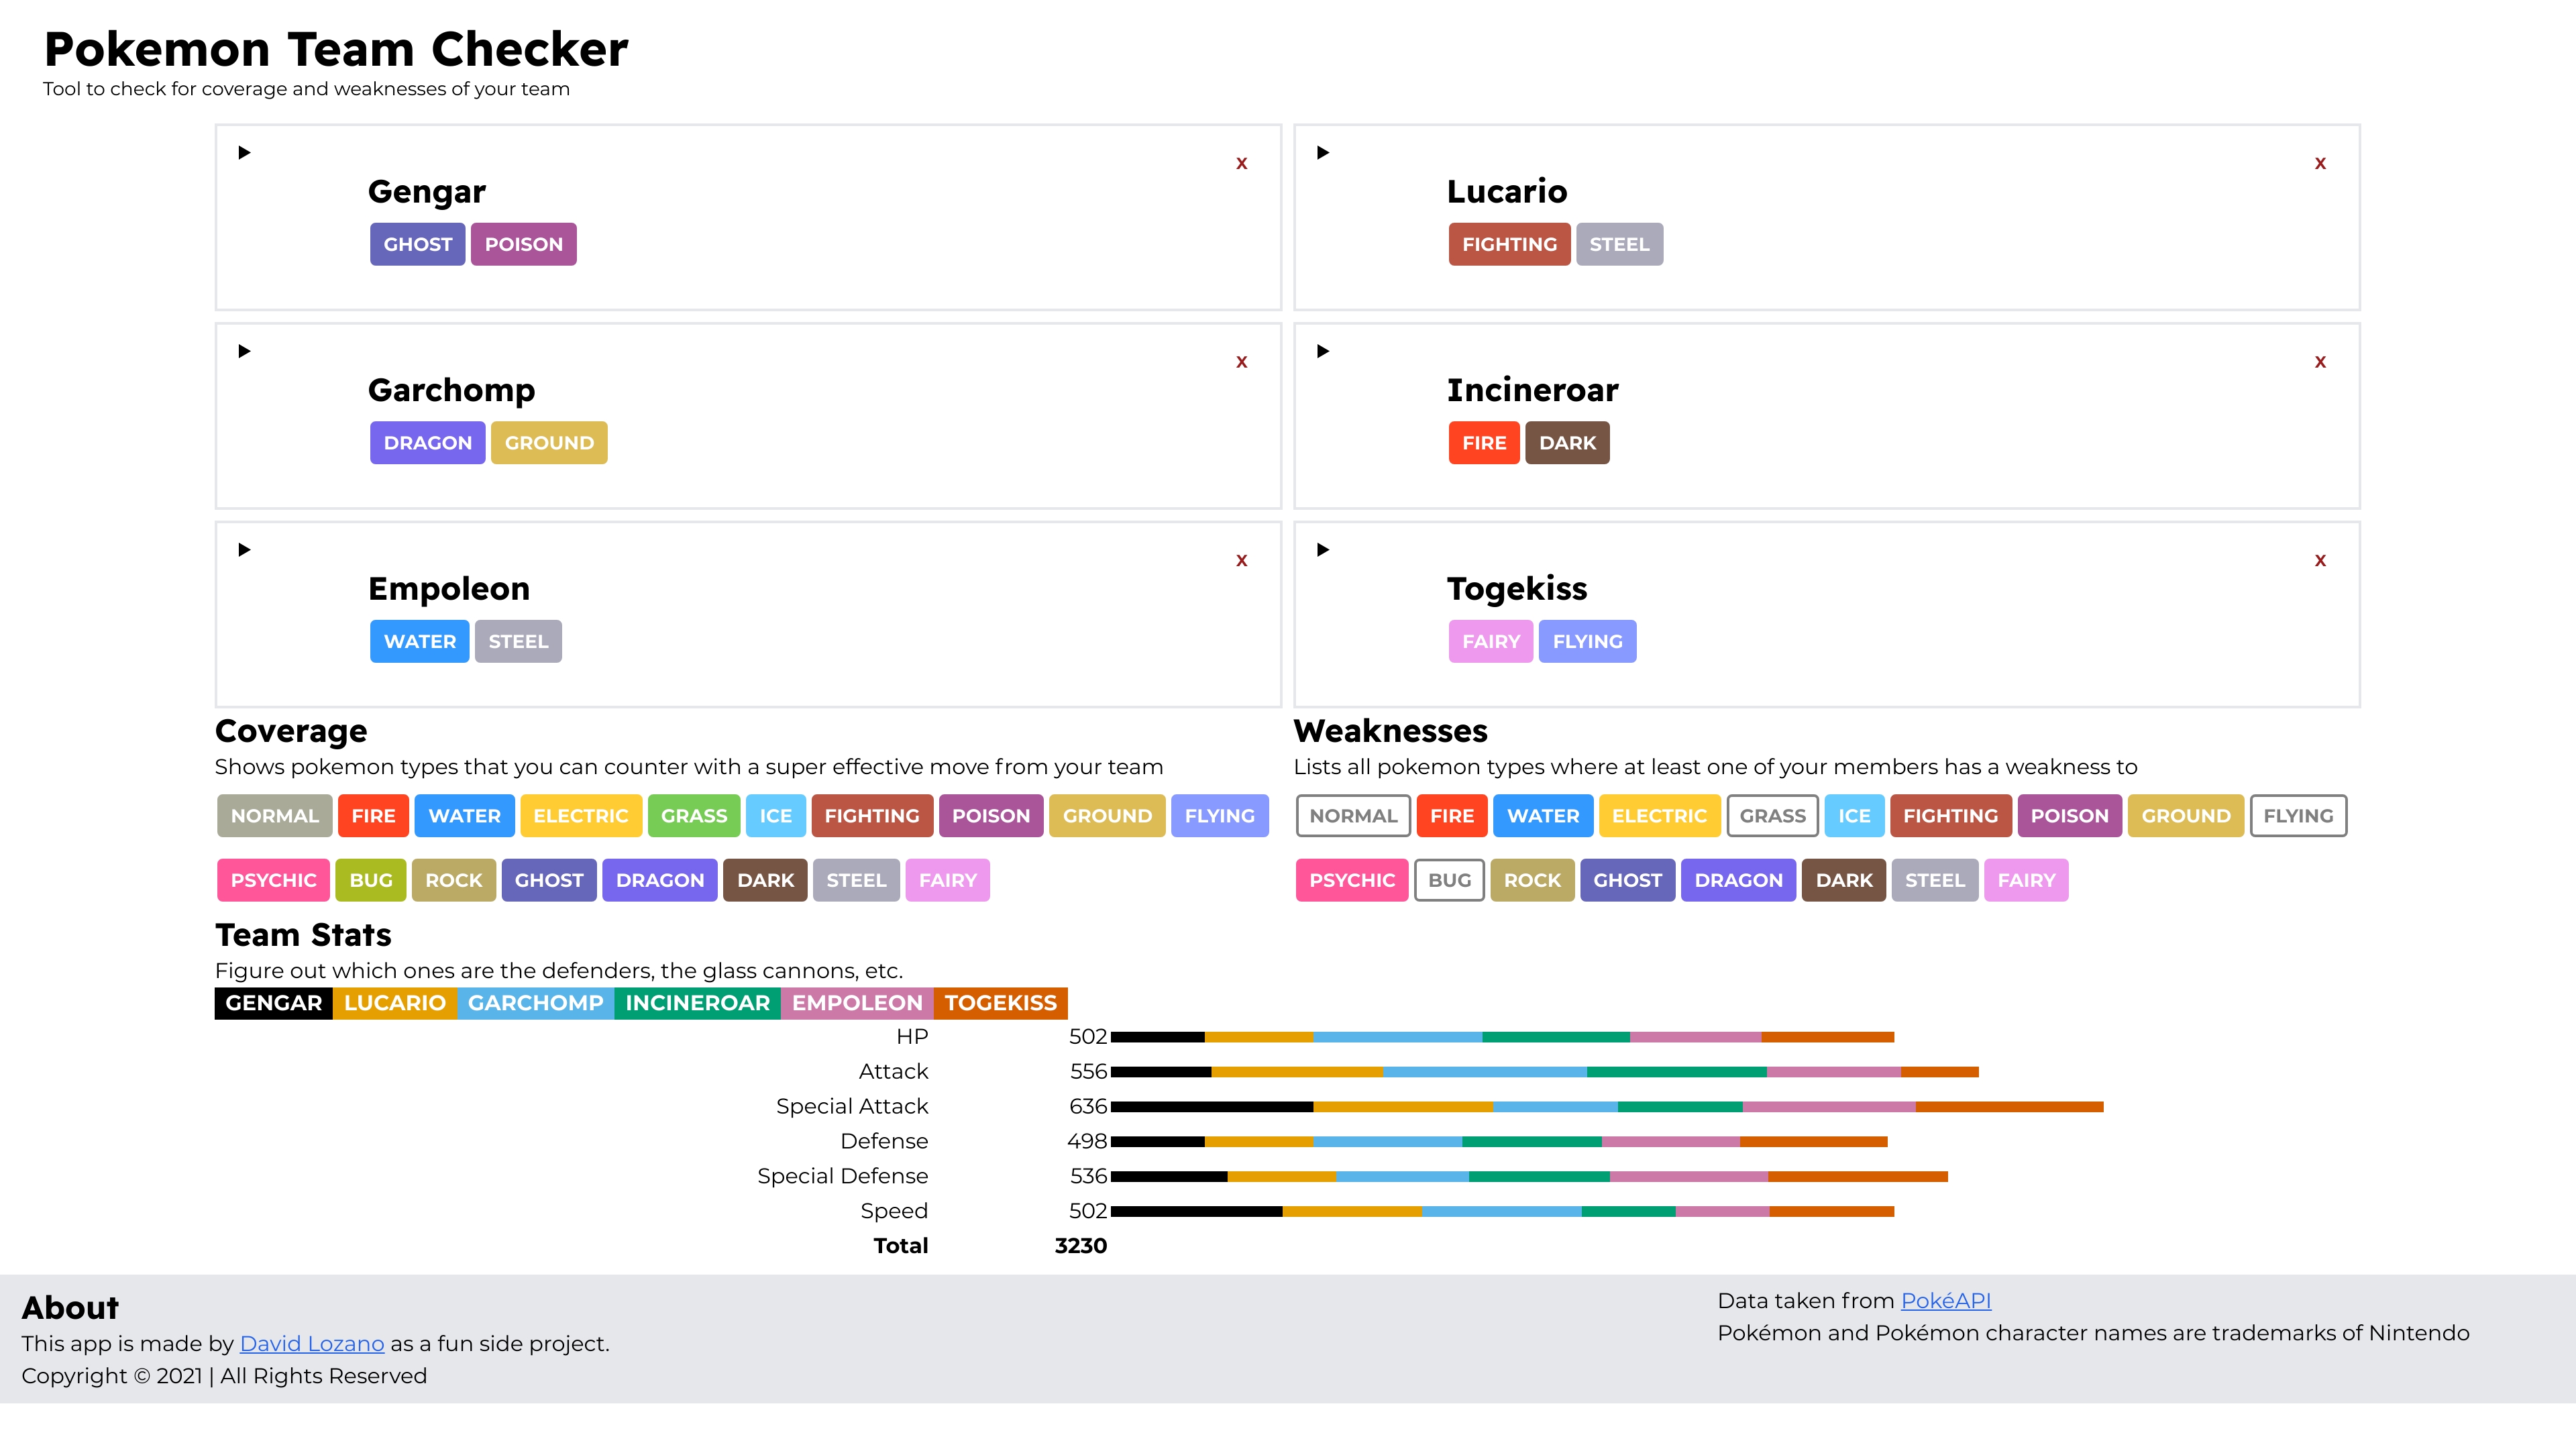 Pokemon Team Checker
Tool to check for coverage and weaknesses of your team
x
Gengar
GHOST POISON
x
Lucario
FIGHTING STEEL
x
Garchomp
DRAGON GROUND
x
Incineroar
FIRE DARK
x
Empoleon
WATER STEEL
x
Togekiss
FAIRY FLYING
Coverage
Shows pokemon types that you can counter with a super effective move from your team
NORMAL FIRE WATER ELECTRIC GRASS ICE FIGHTING POISON GROUND FLYING
PSYCHIC BUG ROCK GHOST DRAGON DARK STEEL FAIRY
Weaknesses
Lists all pokemon types where at least one of your members has a weakness to
NORMAL FIRE WATER ELECTRIC GRASS ICE FIGHTING POISON GROUND FLYING
PSYCHIC BUG ROCK GHOST DRAGON DARK STEEL FAIRY
Team Stats
Figure out which ones are the defenders, the glass cannons, etc.
GENGAR LUCARIO GARCHOMP INCINEROAR EMPOLEON TOGEKISS
HP 502
Attack 556
Special Attack 636
Defense 498
Special Defense 536
Speed 502
Total 3230
About
This app is made by David Lozano as a fun side project.
Copyright © 2021 | All Rights Reserved
Data taken from PokéAPI
Pokémon and Pokémon character names are trademarks of Nintendo